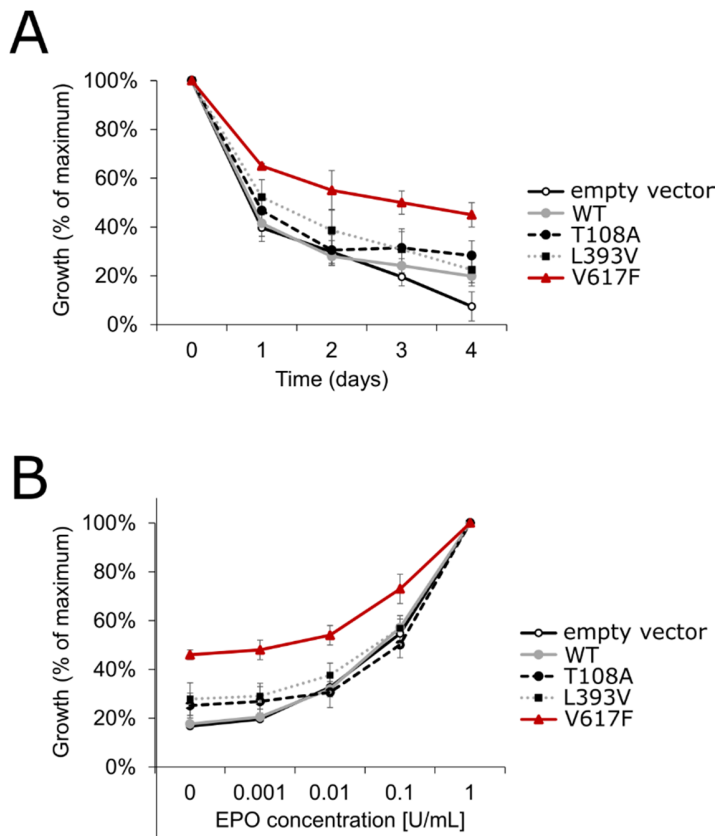 A
Growth (% of maximum)
100%
80%
60%
40%
20%
0%
0 1 2 3 4
Time (days)
empty vector
WT
T108A
L393V
V617F
B
Growth (% of maximum)
100%
80%
60%
40%
20%
0%
0 0.001 0.01 0.1 1
EPO concentration [U/mL]
empty vector
WT
T108A
L393V
V617F